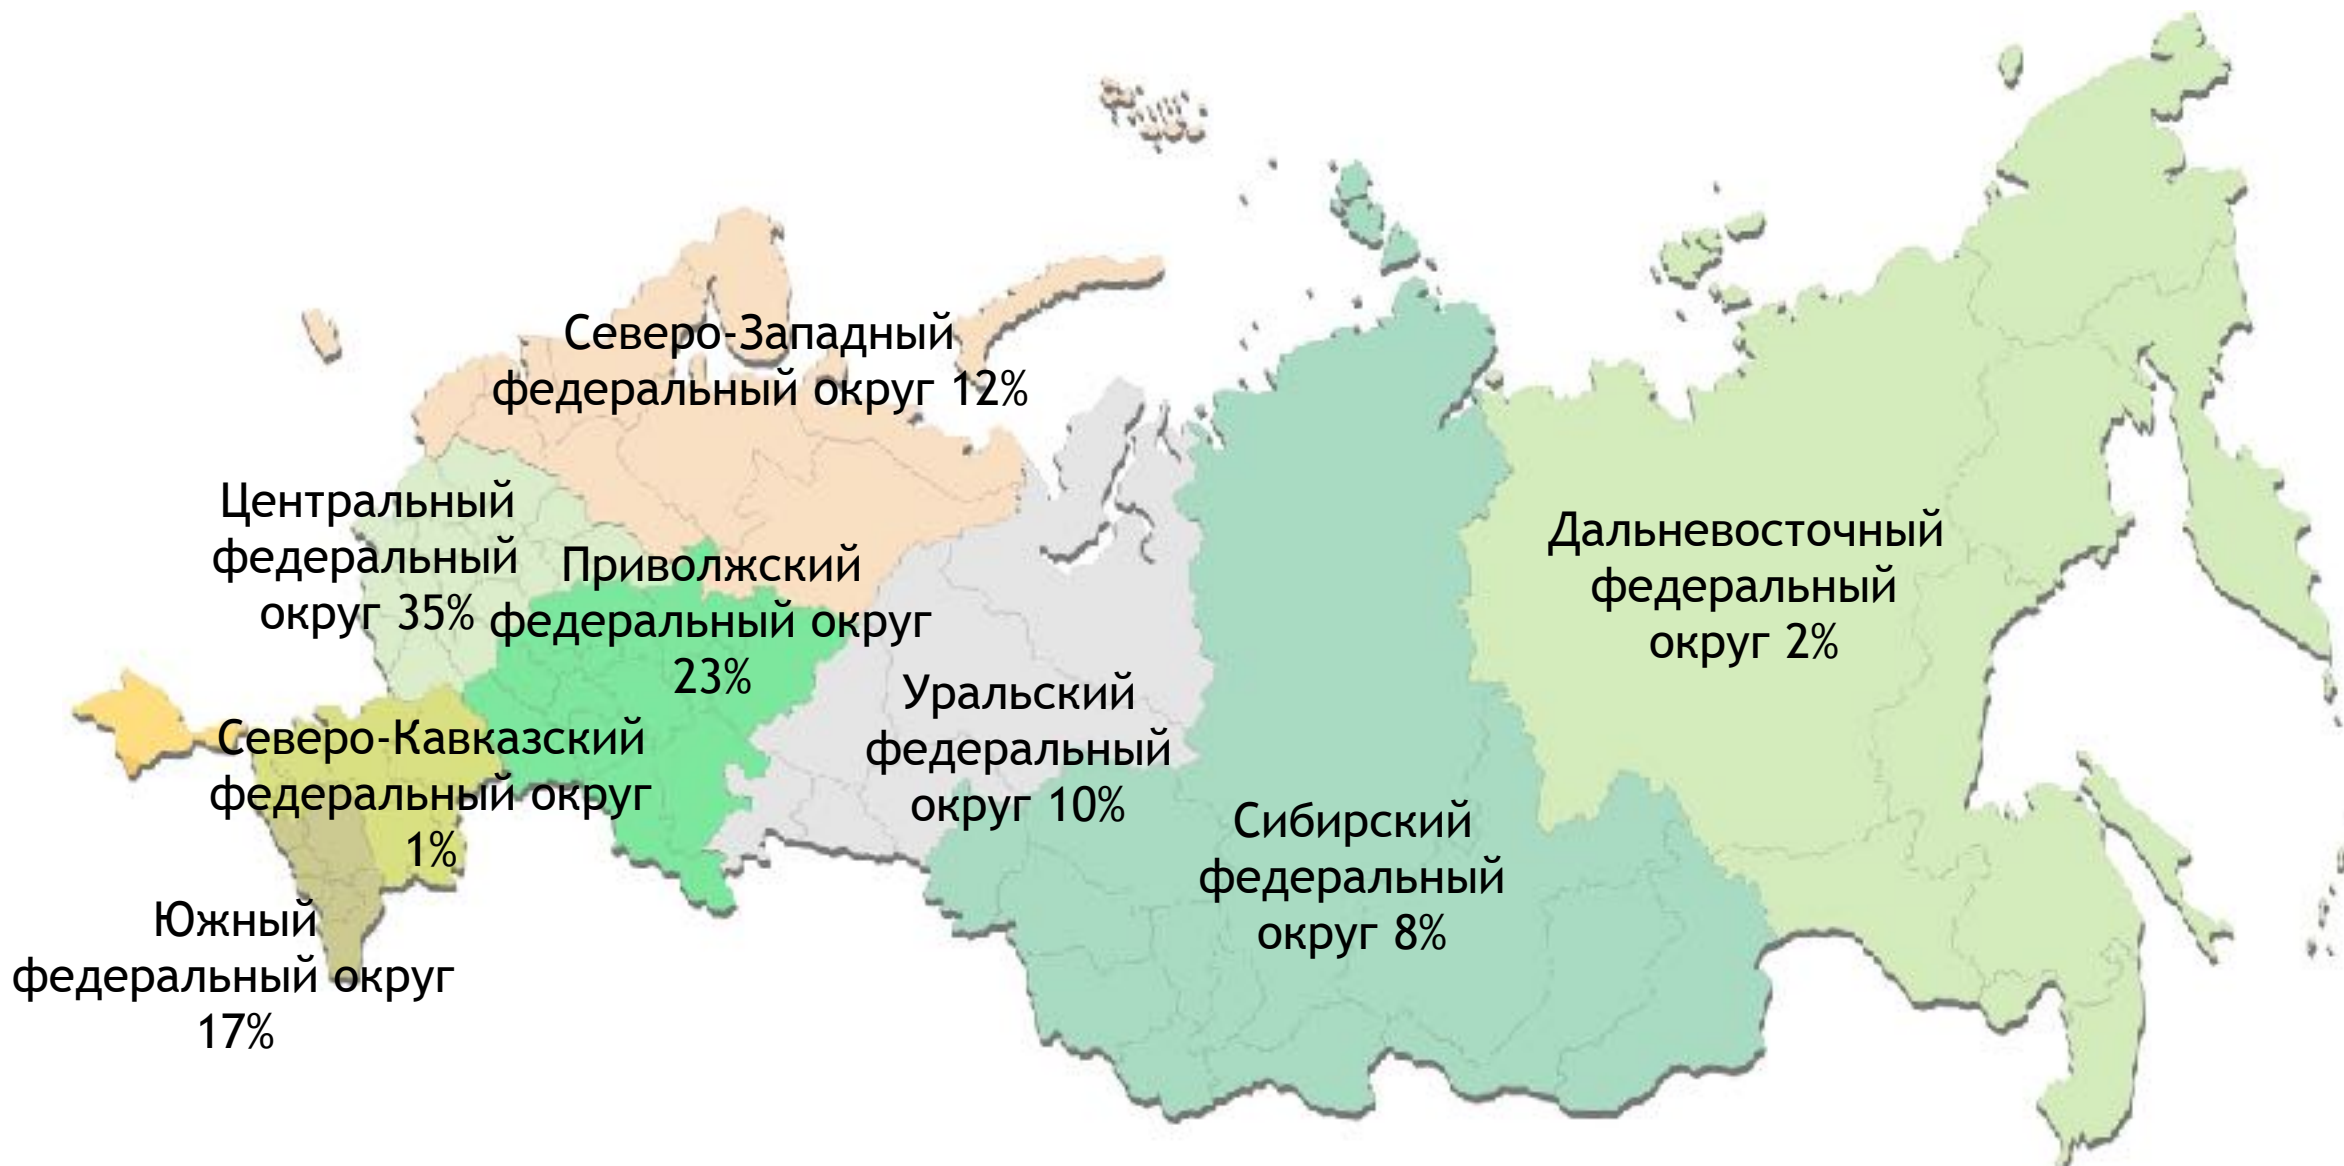 Северо-Западный
федеральный округ 12%
Центральный
федеральный
округ 35%
Приволжский
федеральный округ
23%
Дальневосточный
федеральный
округ 2%
Уральский
федеральный
округ 10%
Северо-Кавказский
федеральный округ
1%
Сибирский
федеральный
округ 8%
Южный
федеральный округ
17%